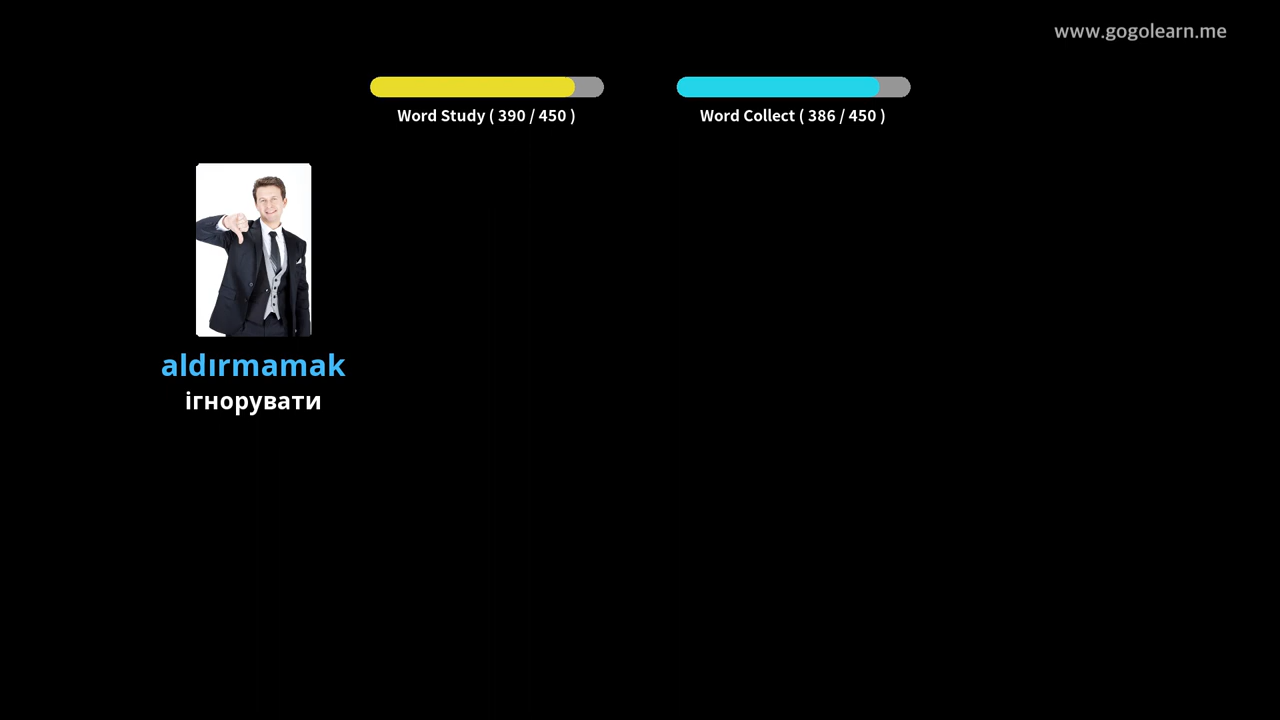 www.gogolearn.me
Word Study ( 390 / 450 )
Word Collect ( 386 / 450 )
aldırmamak
ігнорувати